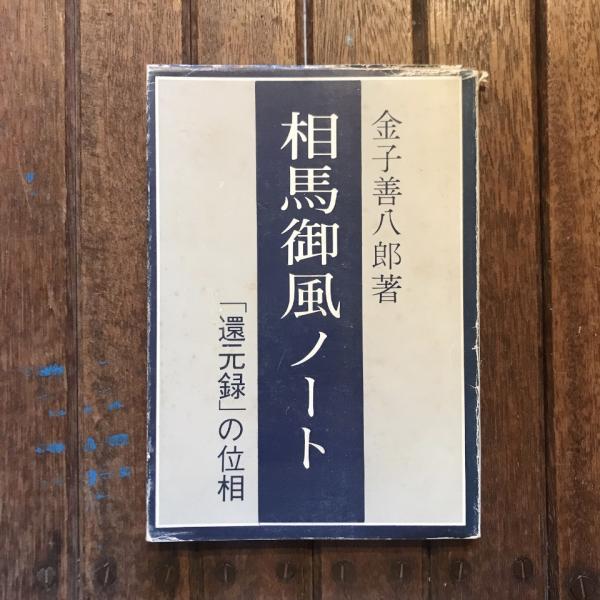 金子善八郎著
相馬御風ノート
「還元録」の位相